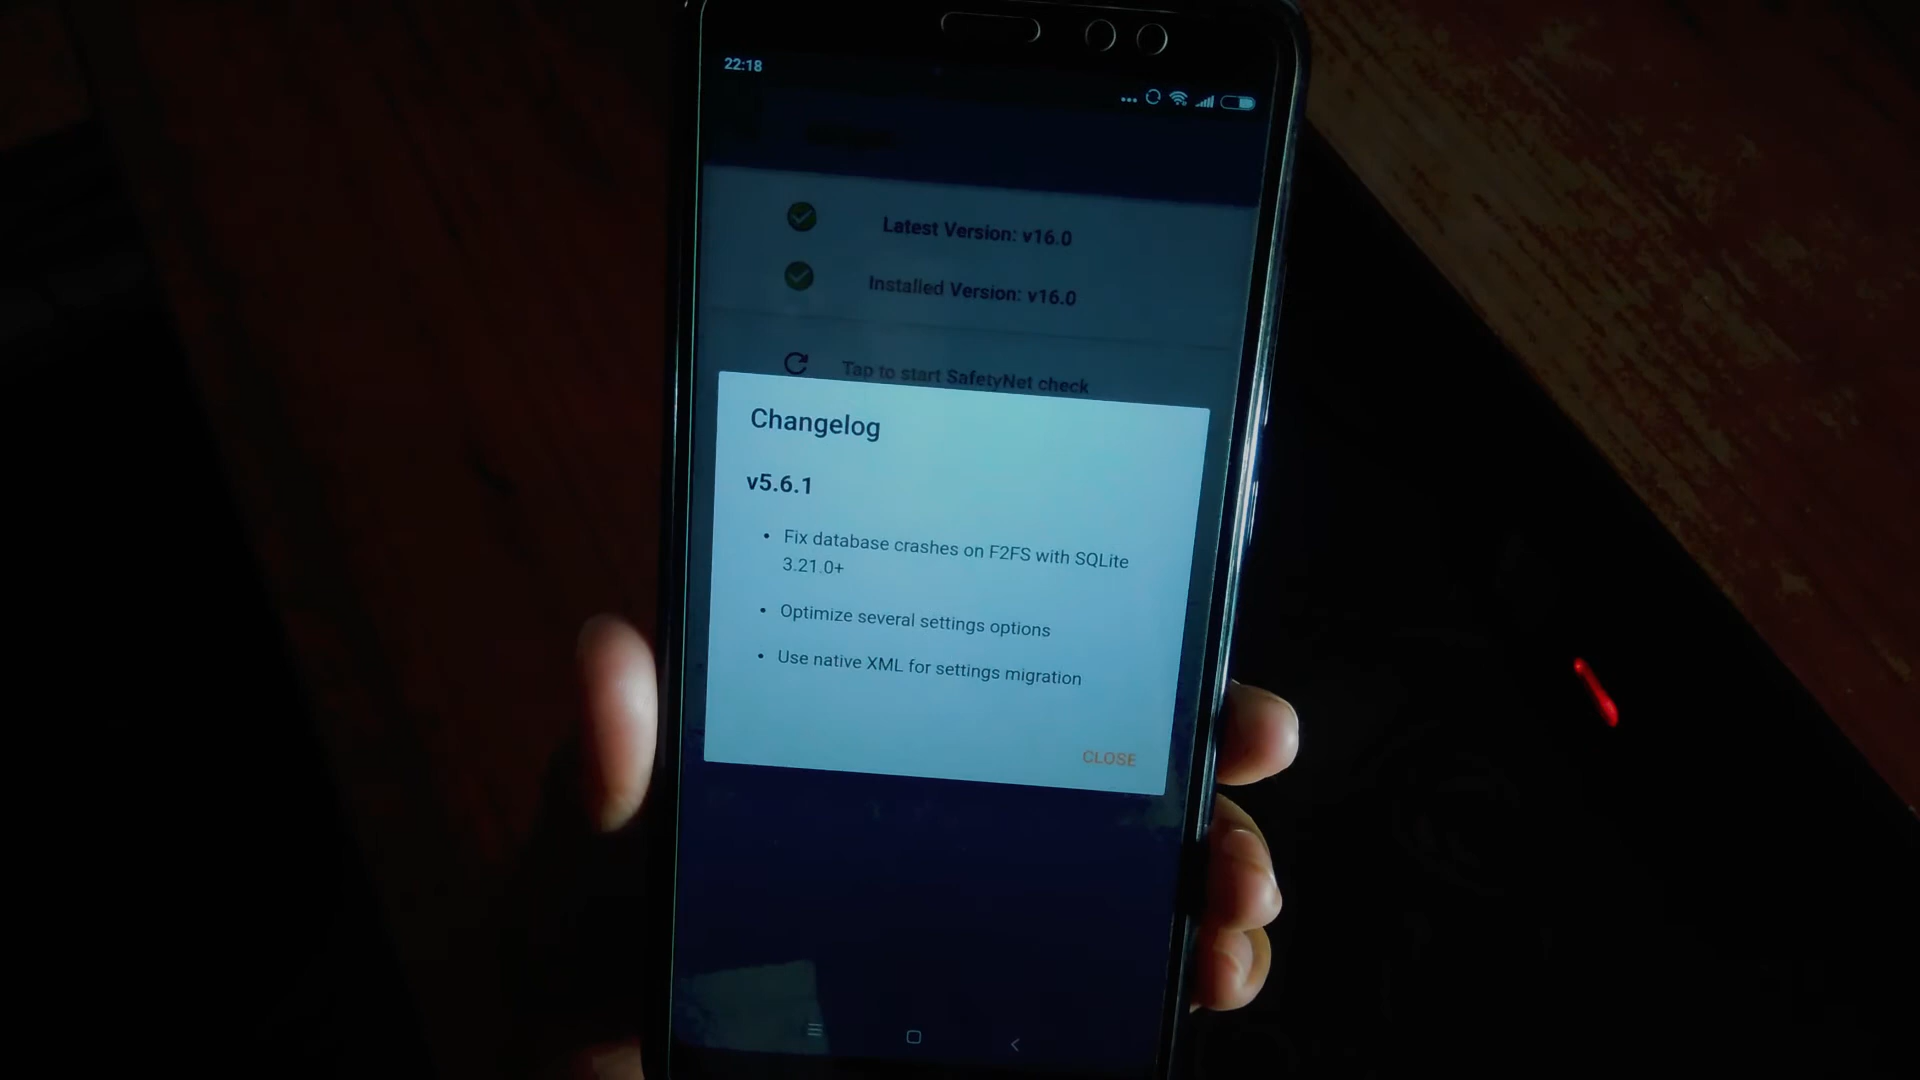 22:18
Latest Version: v16.0
Installed Version: v16.0
Tap to start SafetyNet check
Changelog
v5.6.1
• Fix database crashes on F2FS with SQLite
3.21.0+
• Optimize several settings options
• Use native XML for settings migration
CLOSE